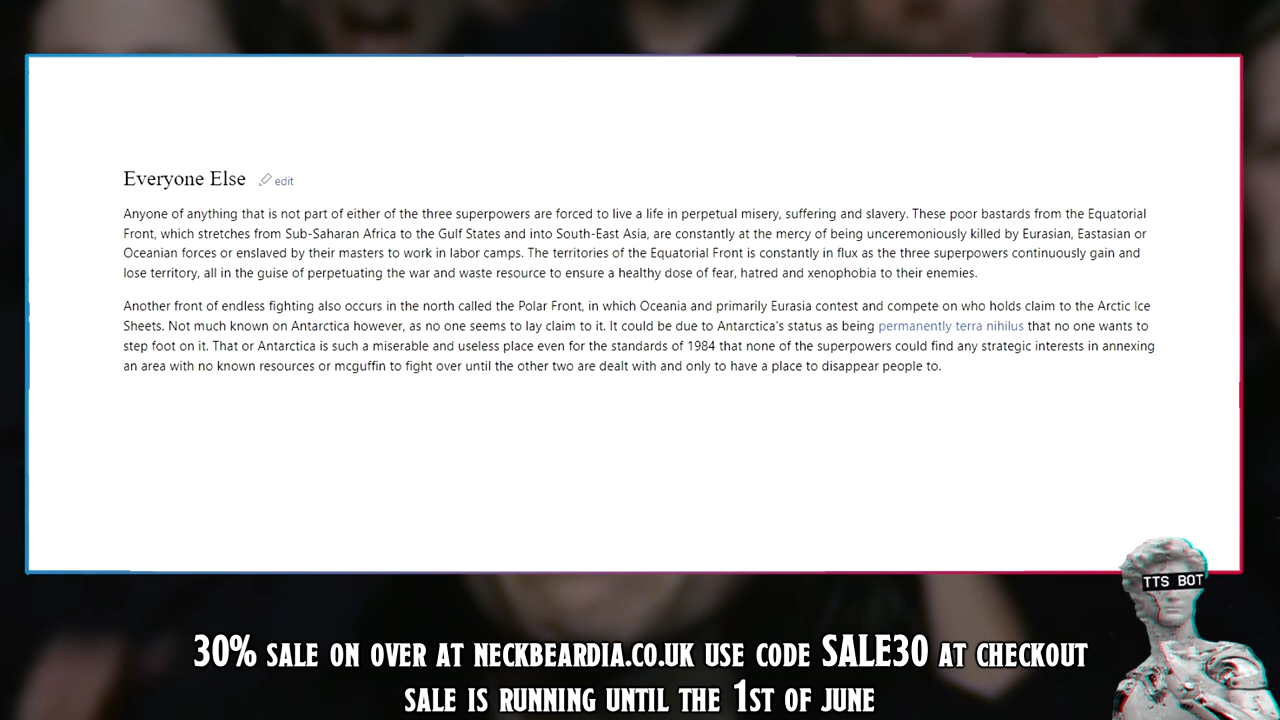 Everyone Else edit
Anyone of anything that is not part of either of the three superpowers are forced to live a life in perpetual misery, suffering and slavery. These poor bastards from the Equatorial
Front, which stretches from Sub-Saharan Africa to the Gulf States and into South-East Asia, are constantly at the mercy of being unceremoniously killed by Eurasian, Eastasian or
Oceanian forces or enslaved by their masters to work in labor camps. The territories of the Equatorial Front is constantly in flux as the three superpowers continuously gain and
lose territory, all in the guise of perpetuating the war and waste resource to ensure a healthy dose of fear, hatred and xenophobia to their enemies.
Another front of endless fighting also occurs in the north called the Polar Front, in which Oceania and primarily Eurasia contest and compete on who holds claim to the Arctic Ice
Sheets. Not much known on Antarctica however, as no one seems to lay claim to it. It could be due to Antarctica's status as being permanently terra nihilus that no one wants to
step foot on it. That or Antarctica is such a miserable and useless place even for the standards of 1984 that none of the superpowers could find any strategic interests in annexing
an area with no known resources or mcguffin to fight over until the other two are dealt with and only to have a place to disappear people to.
TTS BOT
30% SALE ON OVER AT NECKBEARDIA.CO.UK USE CODE SALE30 AT CHECKOUT
SALE IS RUNNING UNTIL THE 1ST OF JUNE